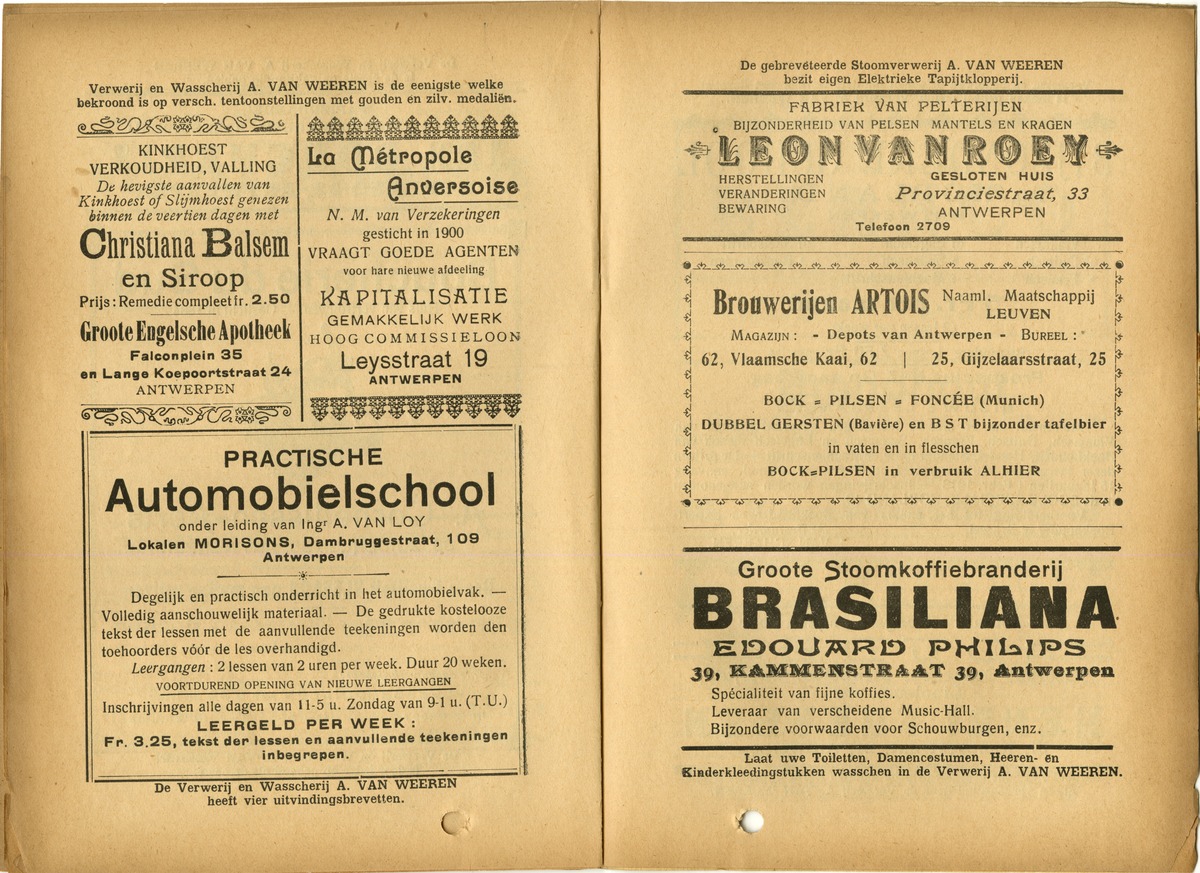 Verwerij en Wasscherij A. VAN WEEREN is de eenigste welke
bekroond is op versch. tentoonstellingen met gouden en zilv. medaliën.
KINKHOEST
VERKOUDHEID, VALLING
De hevigste aanvallen van
Kinkhoest of Slijmhoest genezen
binnen de veertien dagen met
Christiana Balsem
en Siroop
Prijs : Remedie compleet fr. 2.50
Groote Engelsche Apotheek
Falconplein 35
en Lange Koepoortstraat 24
ANTWERPEN
La Métropole
Anversoise
N. M. van Verzekeringen
gesticht in 1900
VRAAGT GOEDE AGENTEN
voor hare nieuwe afdeeling
KAPITALISATIE
GEMAKKELIJK WERK
HOOG COMMISSIELOON
Leysstraat 19
ANTWERPEN
PRACTISCHE
Automobielschool
onder leiding van Ingr A. VAN LOY
Lokalen MORISONS, Dambruggestraat, 109
Antwerpen
Degelijk en practisch onderricht in het automobielvak. —
Volledig aanschouwelijk materiaal. — De gedrukte kostelooze
tekst der lessen met de aanvullende teekeningen worden den
toehoorders vóór de les overhandigd.
Leergangen : 2 lessen van 2 uren per week. Duur 20 weken.
VOORTDUREND OPENING VAN NIEUWE LEERGANGEN
Inschrijvingen alle dagen van 11-5 u. Zondag van 9-1 u. (T.U.)
LEERGELD PER WEEK :
Fr. 3.25, tekst der lessen en aanvullende teekeningen
inbegrepen.
De Verwerij en Wasscherij A. VAN WEEREN
heeft vier uitvindingsbrevetten.
De gebrevéteerde Stoomverwerij A. VAN WEEREN
bezit eigen Elektrieke Tapijtklopperij.
FABRIEK VAN PELTERIJEN
BIJZONDERHEID VAN PELSEN MANTELS EN KRAGEN
LEON VAN ROEY
HERSTELLINGEN
VERANDERINGEN
BEWARING
GESLOTEN HUIS
Provinciestraat, 33
ANTWERPEN
Telefoon 2709
Brouwerijen ARTOIS Naaml. Maatschappij
LEUVEN
MAGAZIJN : - Depots van Antwerpen - BUREEL :
62, Vlaamsche Kaai, 62 | 25, Gijzelaarsstraat, 25
BOCK = PILSEN = FONCÉE (Munich)
DUBBEL GERSTEN (Bavière) en B S T bijzonder tafelbier
in vaten en in flesschen
BOCK=PILSEN in verbruik ALHIER
Groote Stoomkoffiebranderij
BRASILIANA
EDOUARD PHILIPS
39, KAMMENSTRAAT 39, Antwerpen
Spécialiteit van fijne koffies.
Leveraar van verscheidene Music-Hall.
Bijzondere voorwaarden voor Schouwburgen, enz.
Laat uwe Toiletten, Damencostumen, Heeren- en
Kinderkleedingstukken wasschen in de Verwerij A. VAN WEEREN.